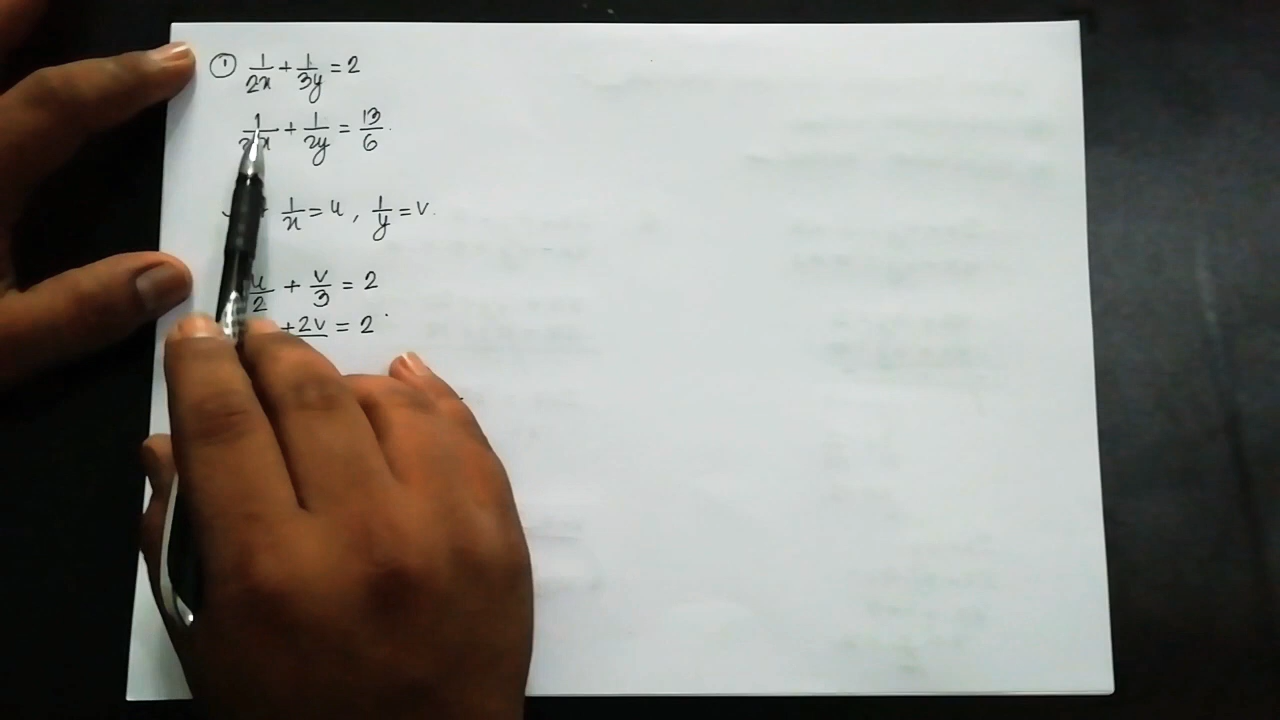 ① 1/2x + 1/3y = 2
1/x + 1/2y = 13/6
1/x = u, 1/y = v.
u/2 + v/3 = 2
+2v = 2